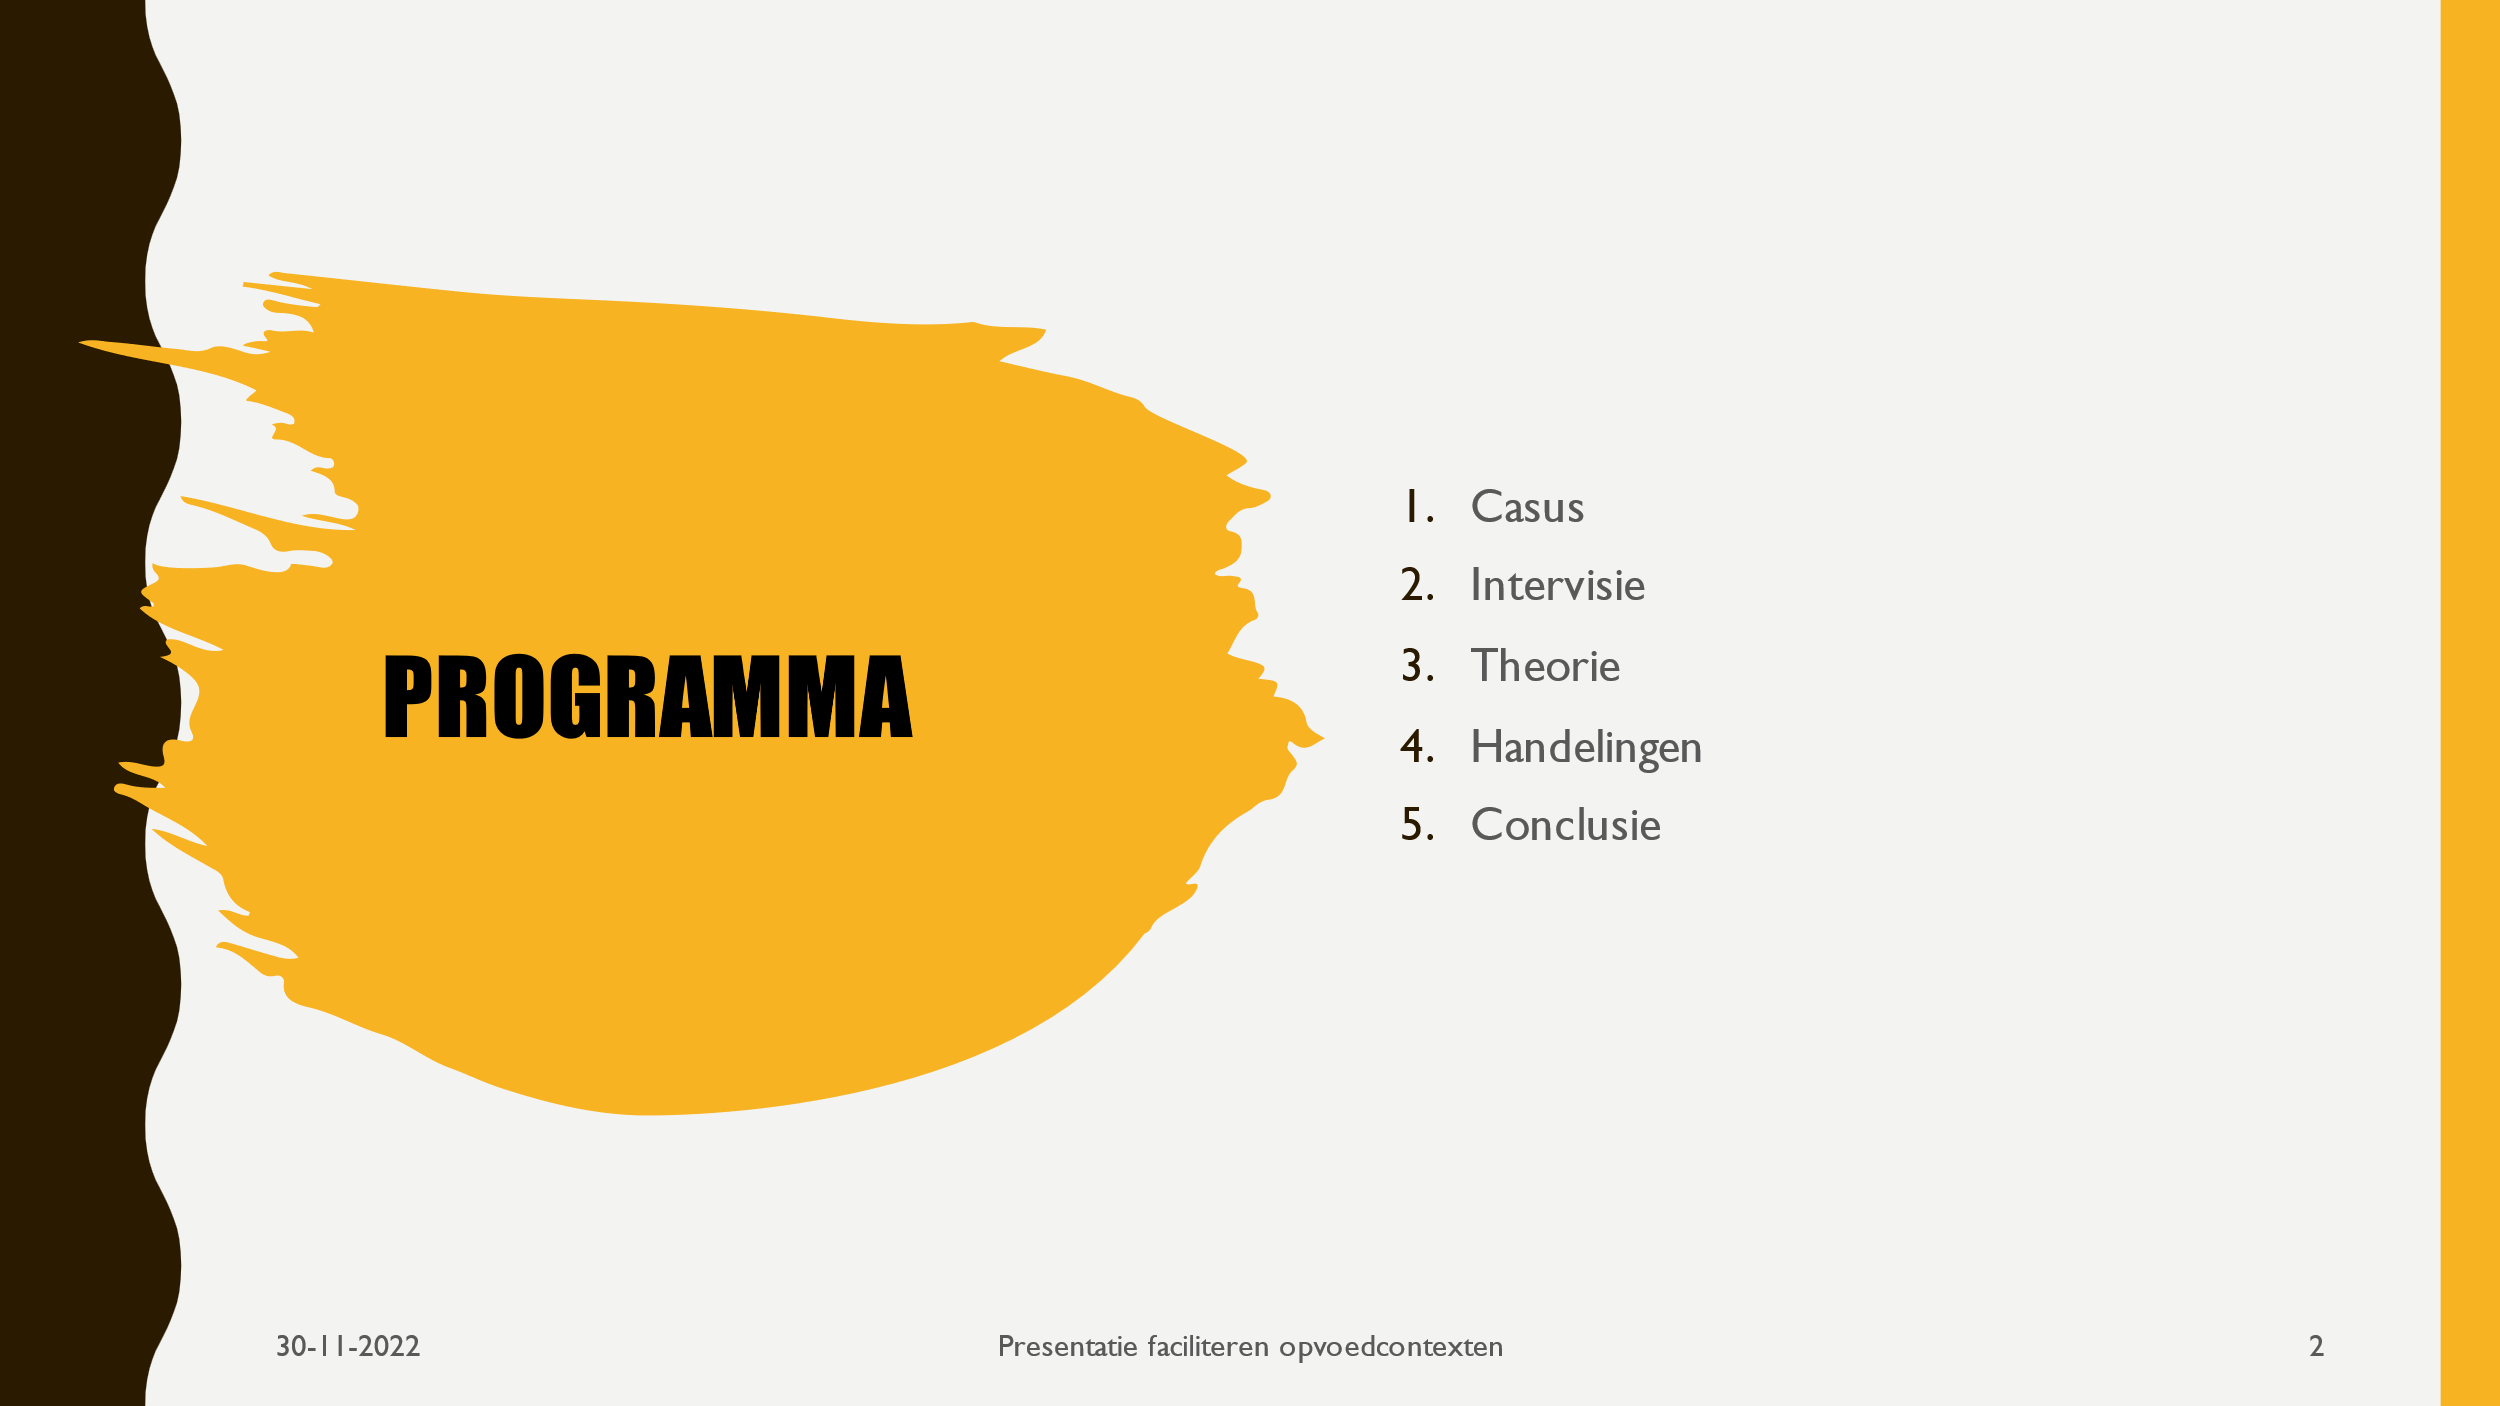 PROGRAMMA
1. Casus
2. Intervisie
3. Theorie
4. Handelingen
5. Conclusie
30-11-2022
Presentatie faciliteren opvoedcontexten
2